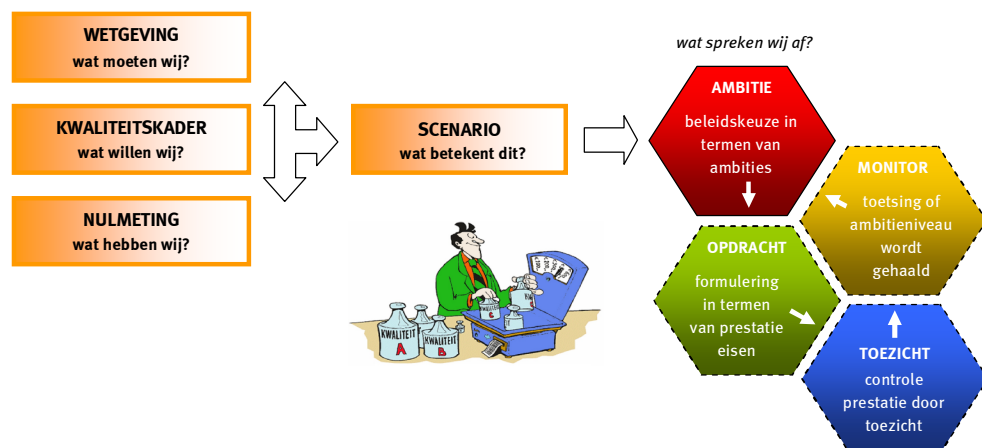 WETGEVING
wat moeten wij?
KWALITEITSKADER
wat willen wij?
NULMETING
wat hebben wij?
SCENARIO
wat betekent dit?
wat spreken wij af?
AMBITIE
beleidskeuze in
termen van
ambities
MONITOR
toetsing of
ambitieniveau
wordt
gehaald
OPDRACHT
formulering
in termen
van prestatie
eisen
TOEZICHT
controle
prestatie door
toezicht
KWALITEIT
A
KWALITEIT
B
C